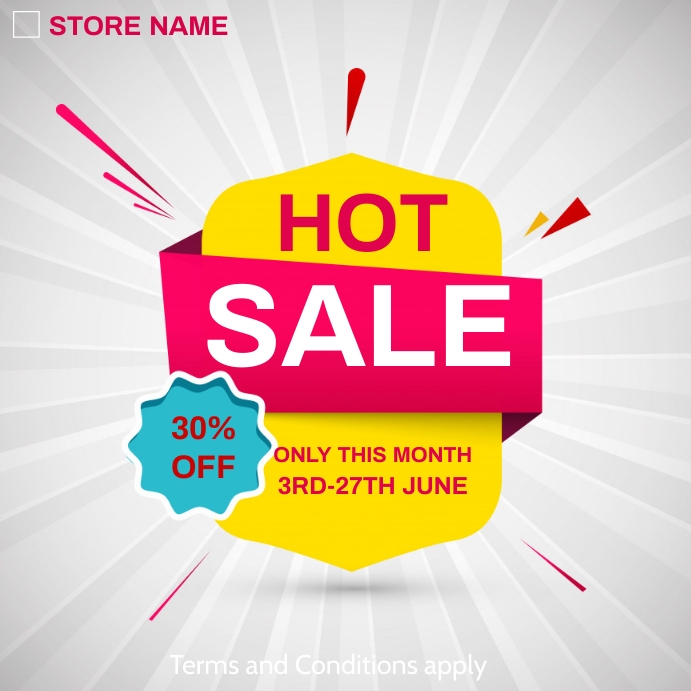 STORE NAME
HOT
SALE
30%
OFF
ONLY THIS MONTH
3RD-27TH JUNE
Terms and Conditions apply